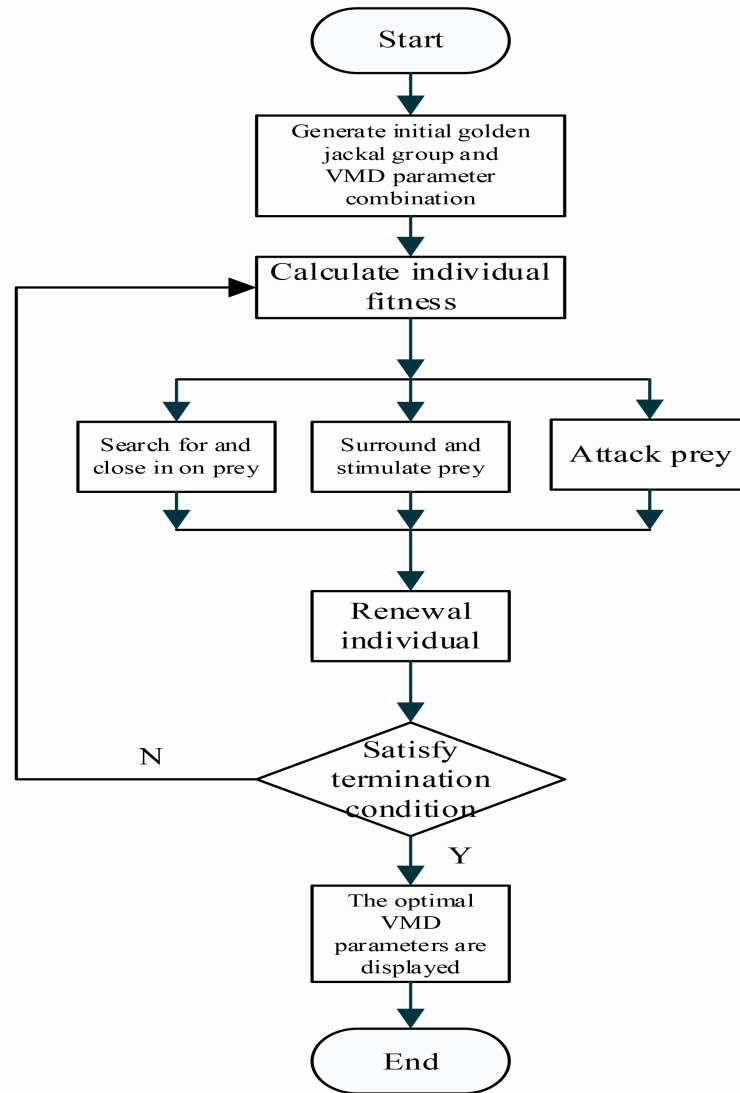 Start
Generate initial golden
jackal group and
VMD parameter
combination
Calculate individual
fitness
Search for and
close in on prey
Surround and
stimulate prey
Attack prey
Renewal
individual
Satisfy
termination
condition
N
Y
The optimal
VMD
parameters are
displayed
End